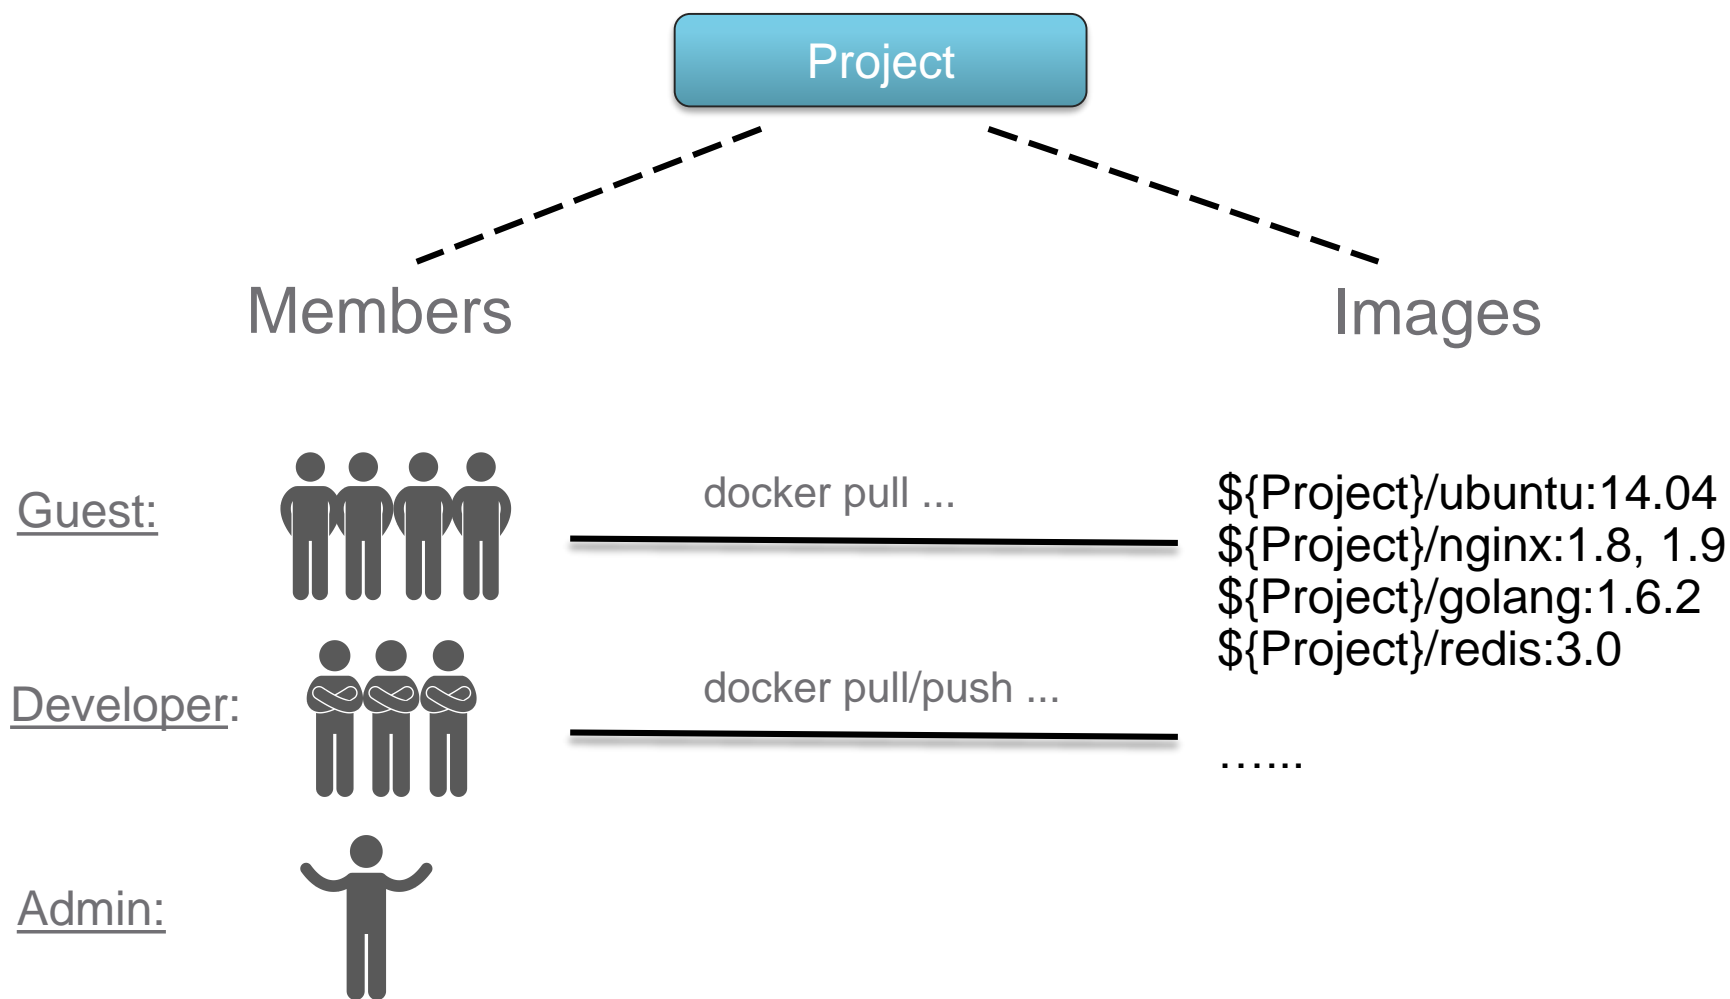 Project
Members
Images
Guest:
docker pull ...
${Project}/ubuntu:14.04
${Project}/nginx:1.8, 1.9
${Project}/golang:1.6.2
${Project}/redis:3.0
Developer:
docker pull/push ...
…...
Admin: